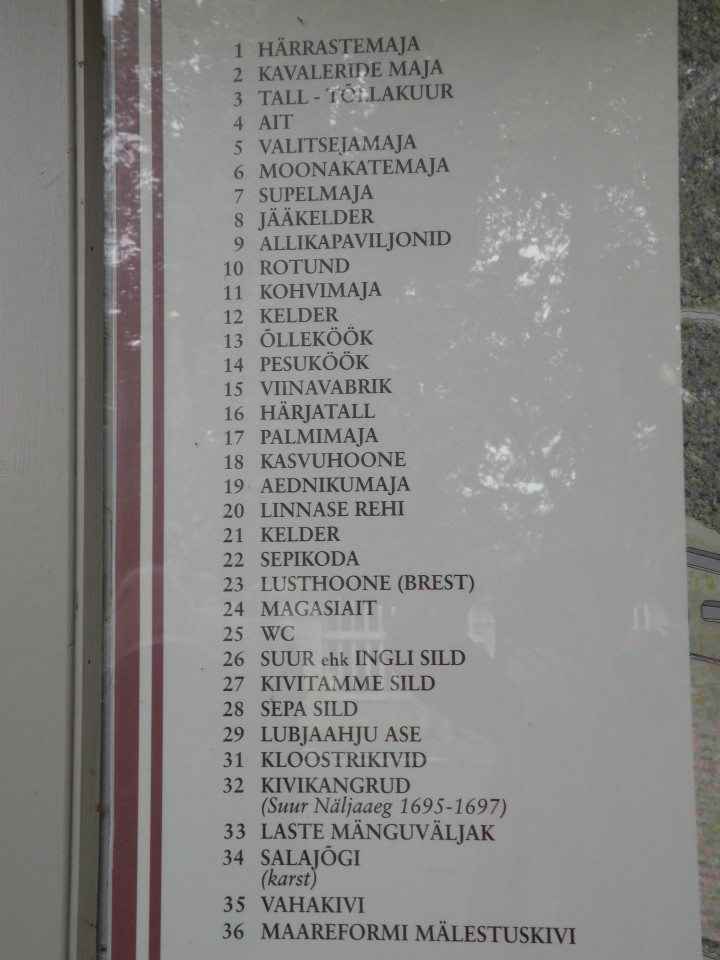 1 HÄRRASTEMAJA
2 KAVALERIDE MAJA
3 TALL - TÕLLAKUUR
4 AIT
5 VALITSEJAMAJA
6 MOONAKATEMAJA
7 SUPELMAJA
8 JÄÄKELDER
9 ALLIKAPAVILJONID
10 ROTUND
11 KOHVIMAJA
12 KELDER
13 ÕLLEKÖÖK
14 PESUKÖÖK
15 VIINAVABRIK
16 HÄRJATALL
17 PALMIMAJA
18 KASVUHOONE
19 AEDNIKUMAJA
20 LINNASE REHI
21 KELDER
22 SEPIKODA
23 LUSTHOONE (BREST)
24 MAGASIAIT
25 WC
26 SUUR ehk INGLI SILD
27 KIVITAMME SILD
28 SEPA SILD
29 LUBJAAHJU ASE
31 KLOOSTRIKIVID
32 KIVIKANGRUD
(Suur Näljaaeg 1695-1697)
33 LASTE MÄNGUVÄLJAK
34 SALAJÕGI
(karst)
35 VAHAKIVI
36 MAAREFORMI MÄLESTUSKIVI